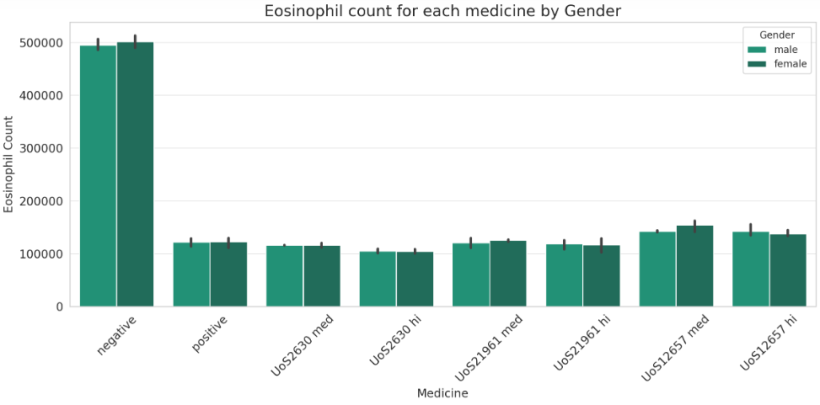 Eosinophil count for each medicine by Gender
Gender
male
female
Eosinophil Count
500000
400000
300000
200000
100000
0
negative
positive
UoS2630 med
UoS2630 hi
UoS21961 med
UoS21961 hi
UoS12657 med
UoS12657 hi
Medicine